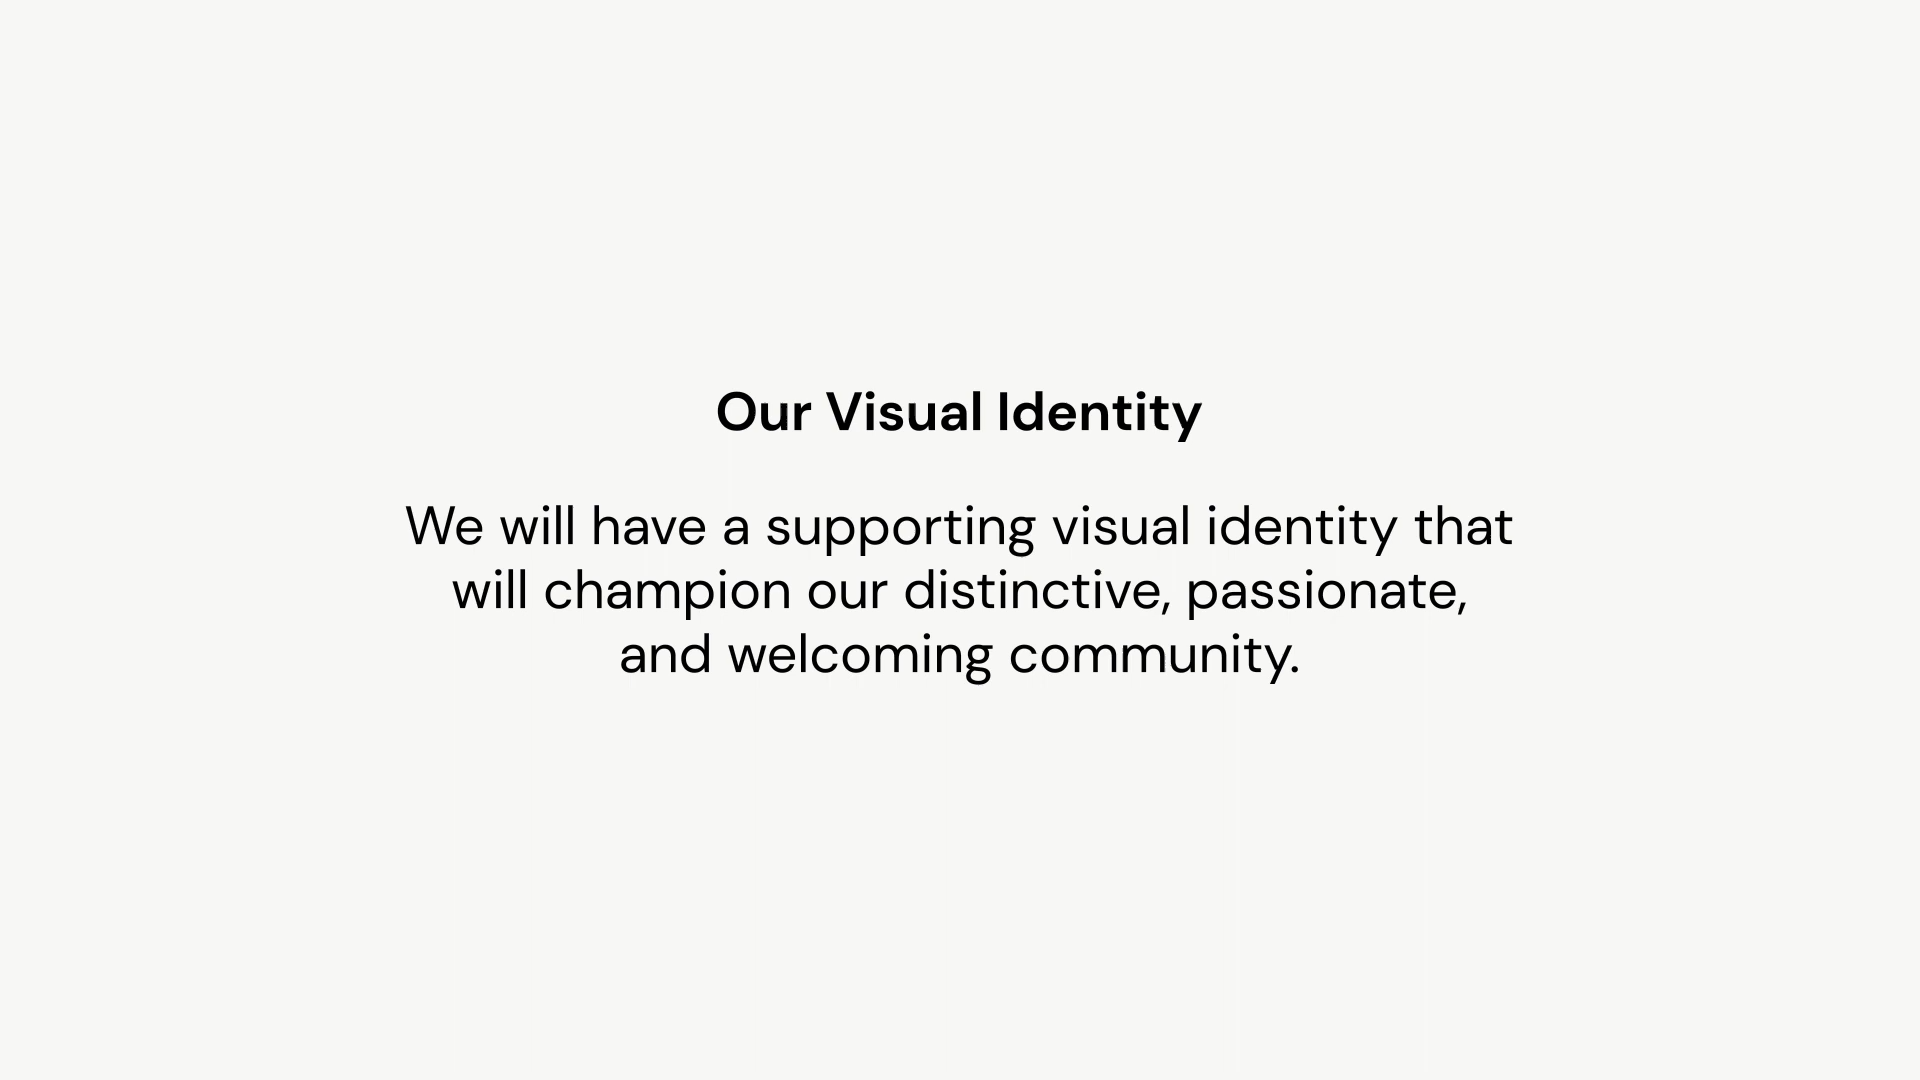 Our Visual Identity
We will have a supporting visual identity that
will champion our distinctive, passionate,
and welcoming community.